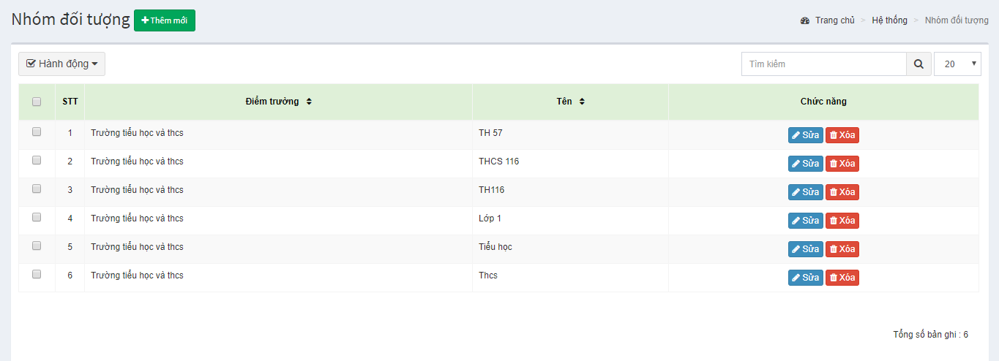 Nhóm đối tượng Thêm mới
Trang chủ > Hệ thống > Nhóm đối tượng
Hành động
Tìm kiếm 20
STT Điểm trường Tên Chức năng
1 Trường tiểu học và thcs TH 57 Sửa Xóa
2 Trường tiểu học và thcs THCS 116 Sửa Xóa
3 Trường tiểu học và thcs TH116 Sửa Xóa
4 Trường tiểu học và thcs Lớp 1 Sửa Xóa
5 Trường tiểu học và thcs Tiểu học Sửa Xóa
6 Trường tiểu học và thcs Thcs Sửa Xóa
Tổng số bản ghi : 6